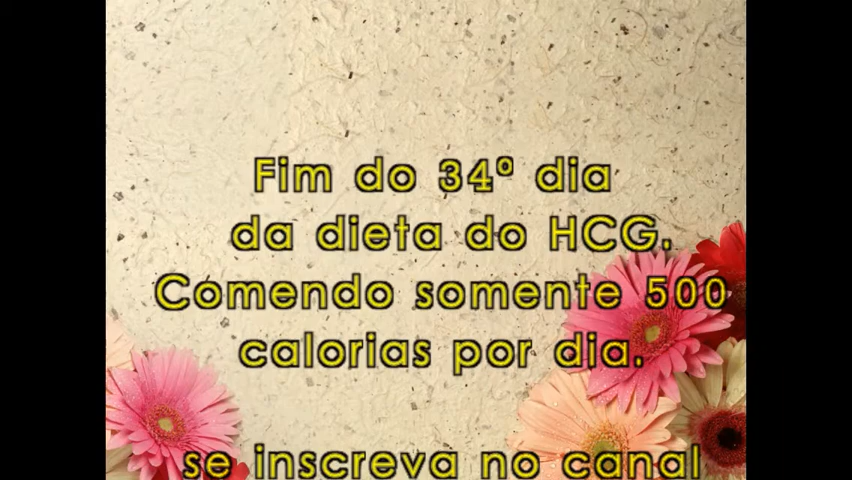 Fim do 34º dia
da dieta do HCG.
Comendo somente 500
calorias por dia.
se inscreva no canal